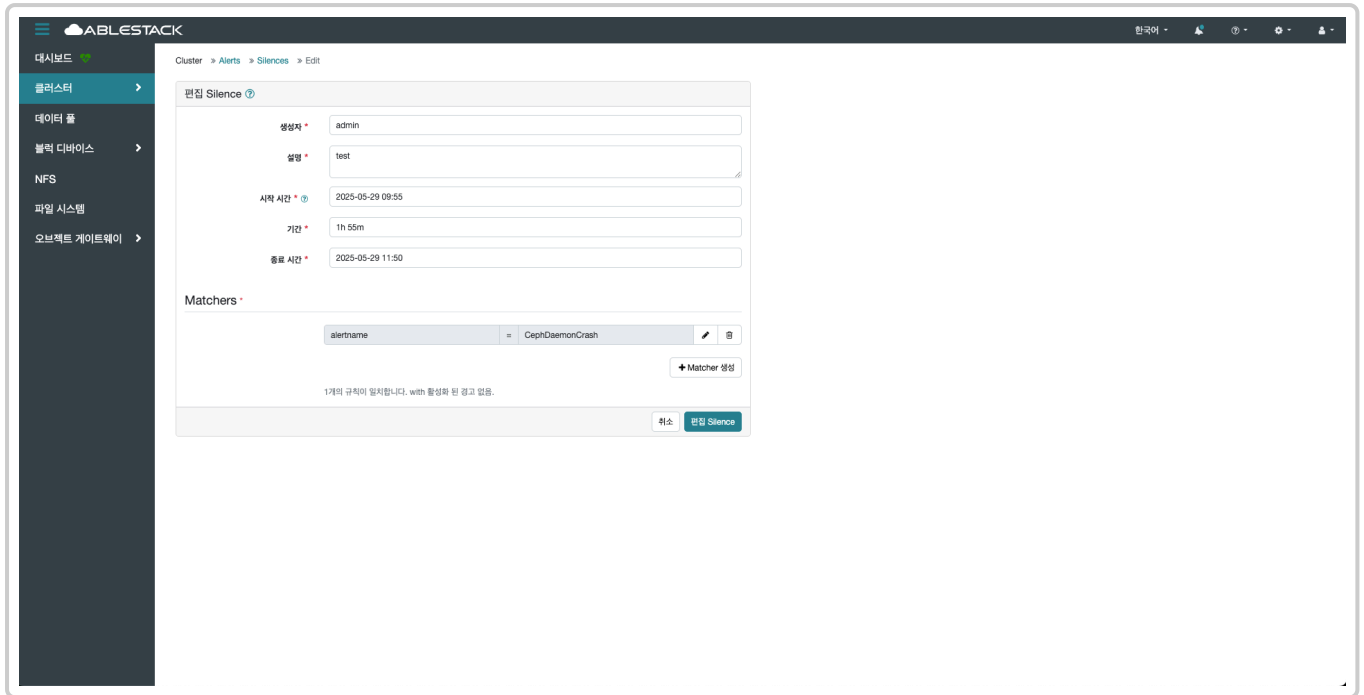 ABLESTACK
한국어
대시보드
클러스터
데이터 풀
블럭 디바이스
NFS
파일 시스템
오브젝트 게이트웨이
Cluster » Alerts » Silences » Edit
편집 Silence
생성자 * admin
설명 * test
시작 시간 * 2025-05-29 09:55
기간 * 1h 55m
종료 시간 * 2025-05-29 11:50
Matchers *
alertname = CephDaemonCrash
+ Matcher 생성
1개의 규칙이 일치합니다. with 활성화 된 경고 없음.
취소 편집 Silence